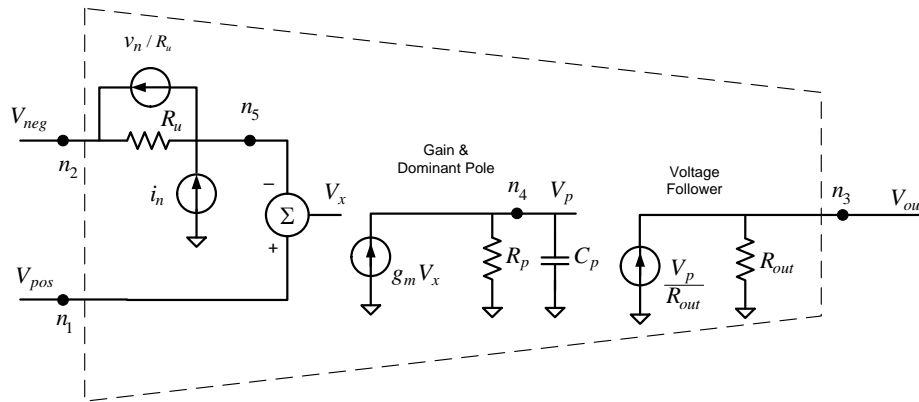 v_n / R_u
V_neg
R_u
n_5
n_2
i_n
−
V_x
Σ
+
V_pos
n_1
Gain &
Dominant Pole
n_4
V_p
g_m V_x
R_p
C_p
Voltage
Follower
n_3
V_ou
V_p
R_out
R_out